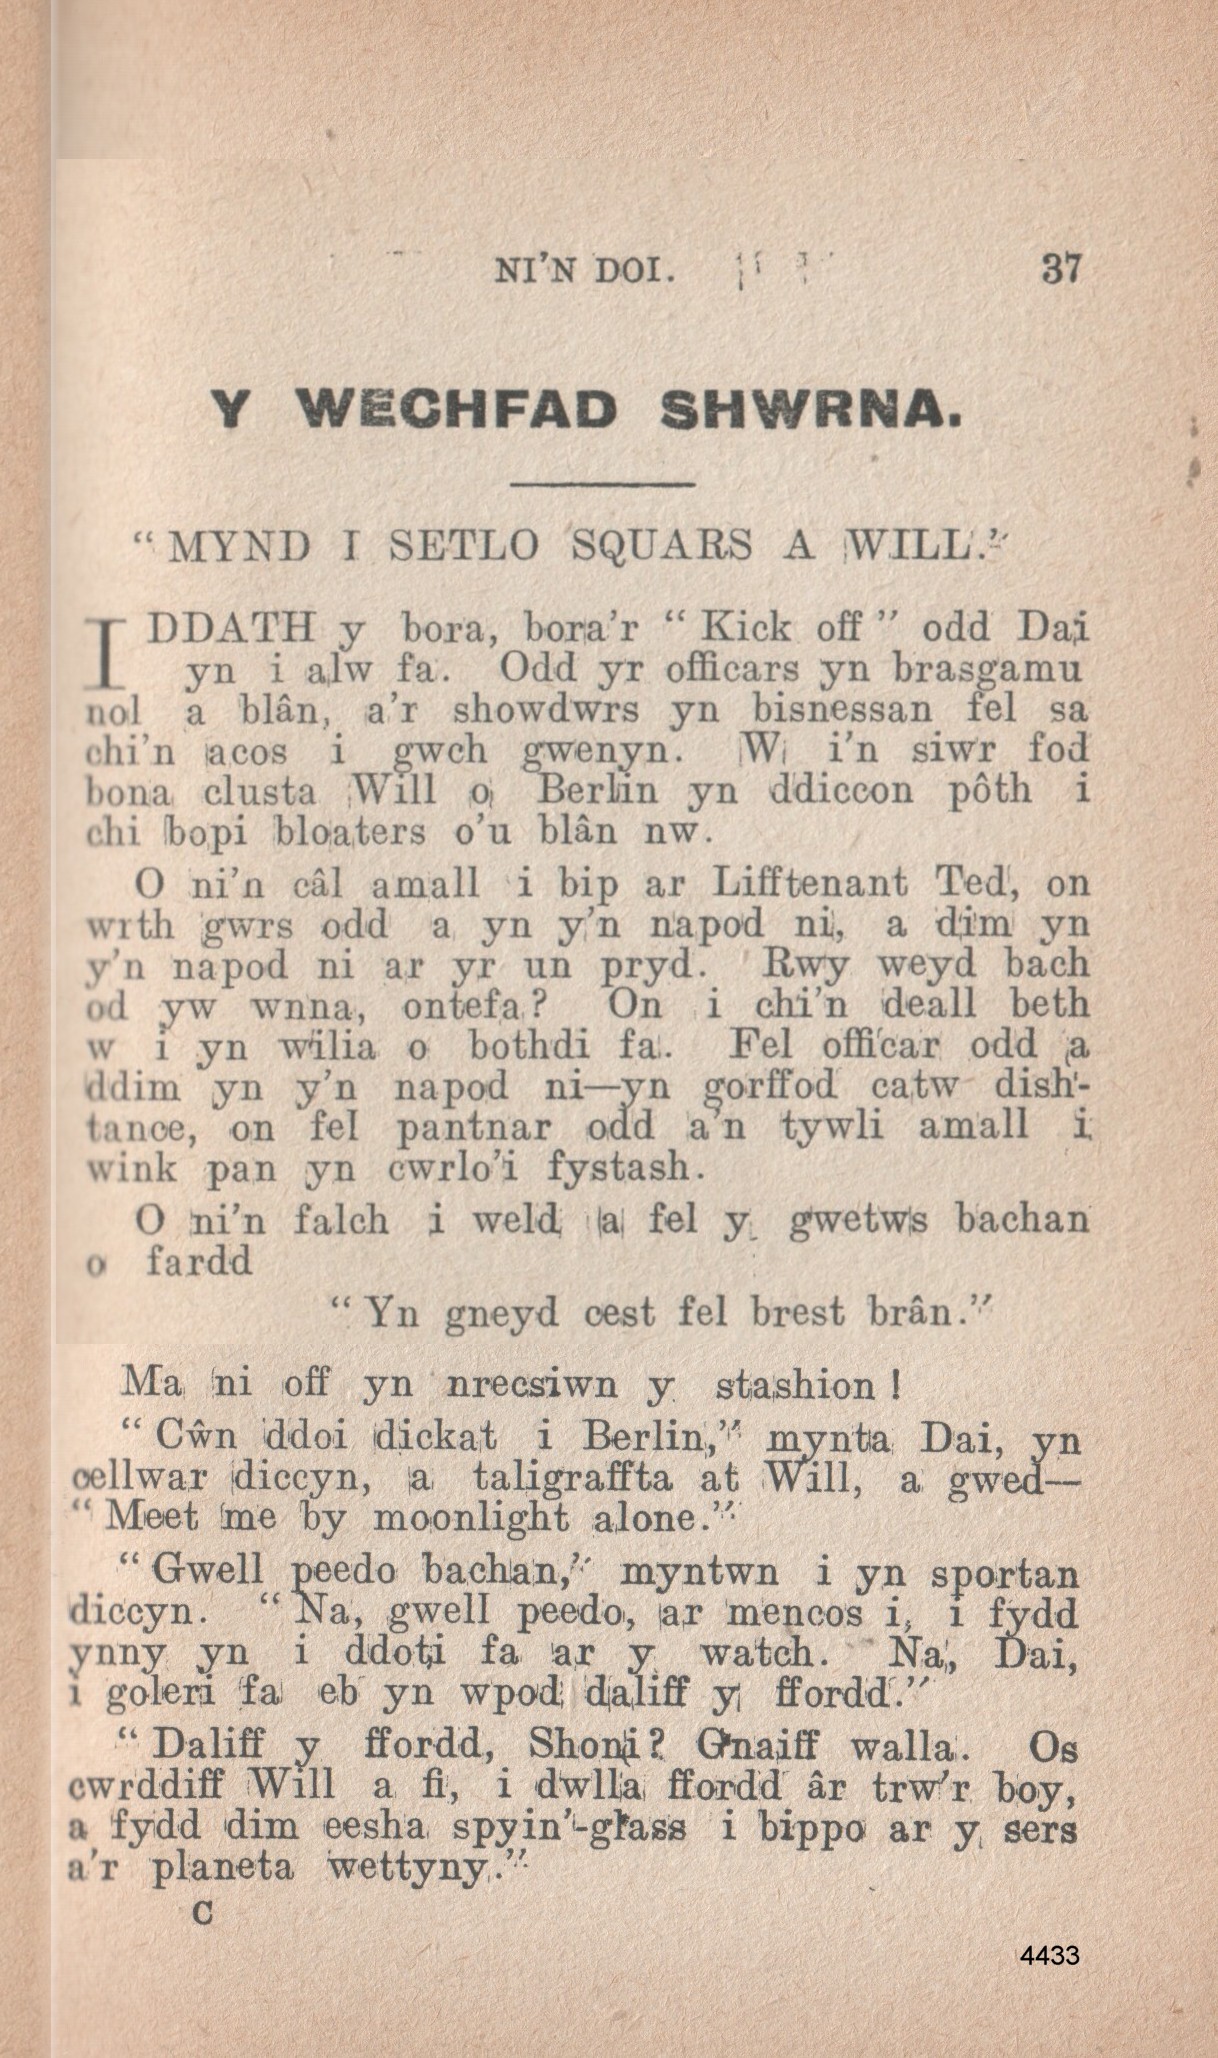 NI'N DOI. 37
Y WECHFAD SHWRNA.
“ MYND I SETLO SQUARS A WILL.”
IDDATH y bora, bora'r “ Kick off ” odd Dai
yn i alw fa. Odd yr officars yn brasgamu
nol a blân, a'r showdwrs yn bisnessan fel sa
chi'n acos i gwch gwenyn. W i'n siwr fod
bona clusta Will o Berlin yn ddiccon pôth i
chi bopi bloaters o'u blân nw.
O ni'n câl amall i bip ar Lifftenant Ted, on
wrth gwrs odd a yn y'n napod ni, a dim yn
y'n napod ni ar yr un pryd. Rwy weyd bach
od yw wnna, ontefa ? On i chi'n deall beth
w i yn wilia o bothdi fa. Fel officar odd a
ddim yn y'n napod ni—yn gorffod catw dish-
tance, on fel pantnar odd a'n tywli amall i
wink pan yn cwrlo'i fystash.
O ni'n falch i weld a fel y gwetws bachan
o fardd
“ Yn gneyd cest fel brest brân.”
Ma ni off yn nrecsiwn y stashion !
“ Cŵn ddoi dickat i Berlin,” mynta Dai, yn
cellwar diccyn, a taligraffta at Will, a gwed—
“ Meet me by moonlight alone.”
“ Gwell peedo bachan,” myntwn i yn sportan
diccyn. “ Na, gwell peedo, ar mencos i, i fydd
ynny yn i ddoti fa ar y watch. Na, Dai,
i goleri fa eb yn wpod daliff y ffordd.”
“ Daliff y ffordd, Shoni ? Gnaiff walla. Os
cwrddiff Will a fi, i dwlla ffordd âr trw'r boy,
a fydd dim eesha spyin'-glass i bippo ar y sers
a'r planeta wettyny.”
C
4433